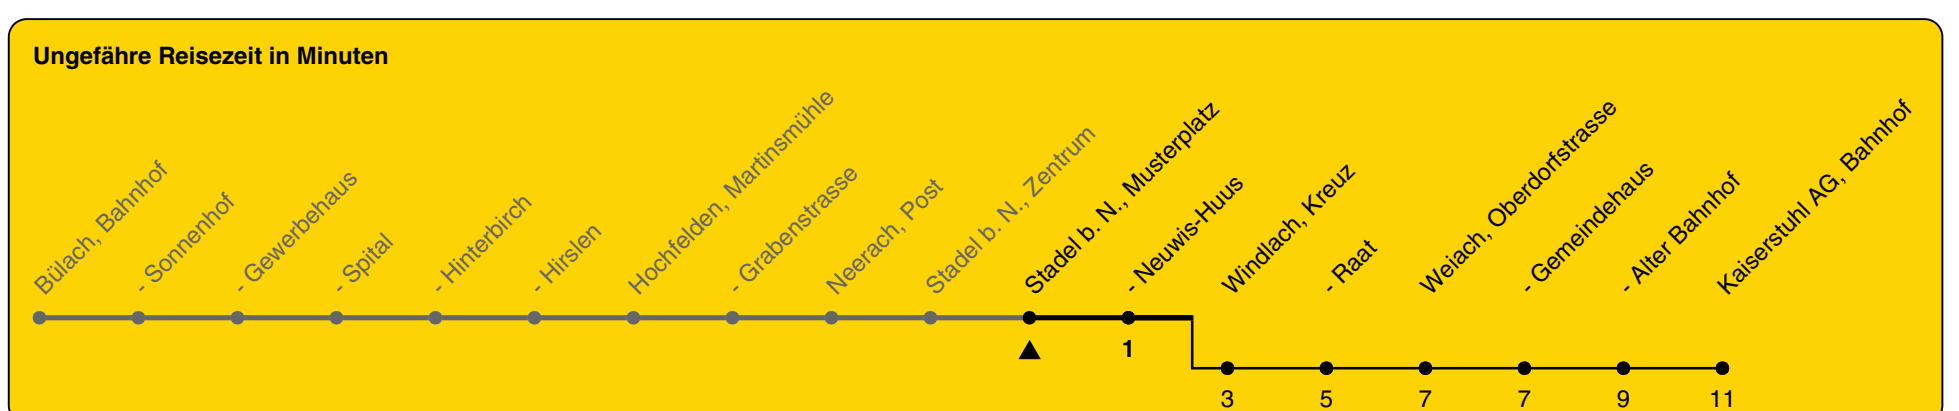 Ungefähre Reisezeit in Minuten
Bülach, Bahnhof
- Sonnenhof
- Gewerbehaus
- Spital
- Hinterbirch
- Hirslen
Hochfelden, Martinsmühle
- Grabenstrasse
Neerach, Post
Stadel b. N., Zentrum
Stadel b. N., Musterplatz
- Neuwis-Huus
Windlach, Kreuz
- Raat
Weiach, Oberdorfstrasse
- Gemeindehaus
- Alter Bahnhof
Kaiserstuhl AG, Bahnhof
1
3 5 7 7 9 11